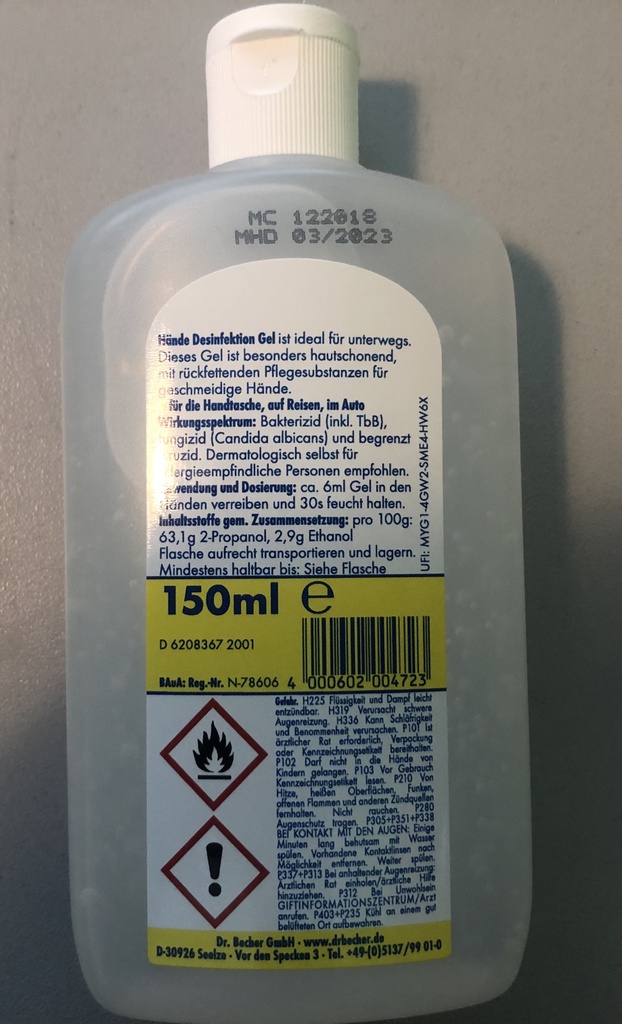 MC 122018
MHD 03/2023
Hände Desinfektion Gel ist ideal für unterwegs.
Dieses Gel ist besonders hautschonend,
mit rückfettenden Pflegesubstanzen für
geschmeidige Hände.
für die Handtasche, auf Reisen, im Auto
Wirkungsspektrum: Bakterizid (inkl. TbB),
fungizid (Candida albicans) und begrenzt
viruzid. Dermatologisch selbst für
allergieempfindliche Personen empfohlen.
Anwendung und Dosierung: ca. 6ml Gel in den
Händen verreiben und 30s feucht halten.
Inhaltsstoffe gem. Zusammensetzung: pro 100g:
63,1g 2-Propanol, 2,9g Ethanol
Flasche aufrecht transportieren und lagern.
Mindestens haltbar bis: Siehe Flasche
UFI: MYG1-4GW2-SME4-HW6X
150ml e
D 6208367 2001
BAuA: Reg.-Nr. N-78606
4 000602 004723
Gefahr. H225 Flüssigkeit und Dampf leicht
entzündbar. H319 Verursacht schwere
Augenreizung. H336 Kann Schläfrigkeit
und Benommenheit verursachen. P101 Ist
ärztlicher Rat erforderlich, Verpackung
oder Kennzeichnungsetikett bereithalten.
P102 Darf nicht in die Hände von
Kindern gelangen. P103 Vor Gebrauch
Kennzeichnungsetikett lesen. P210 Von
Hitze, heißen Oberflächen, Funken,
offenen Flammen und anderen Zündquellen
fernhalten. Nicht rauchen. P280
Augenschutz tragen. P305+P351+P338
BEI KONTAKT MIT DEN AUGEN: Einige
Minuten lang behutsam mit Wasser
spülen. Vorhandene Kontaktlinsen nach
Möglichkeit entfernen. Weiter spülen.
P337+P313 Bei anhaltender Augenreizung:
Ärztlichen Rat einholen/ärztliche Hilfe
hinzuziehen. P312 Bei Unwohlsein
GIFTINFORMATIONSZENTRUM/Arzt
anrufen. P403+P235 Kühl an einem gut
belüfteten Ort aufbewahren.
Dr. Becher GmbH · www.drbecher.de
D-30926 Seelze · Vor den Specken 3 · Tel. +49-(0)5137/99 01-0